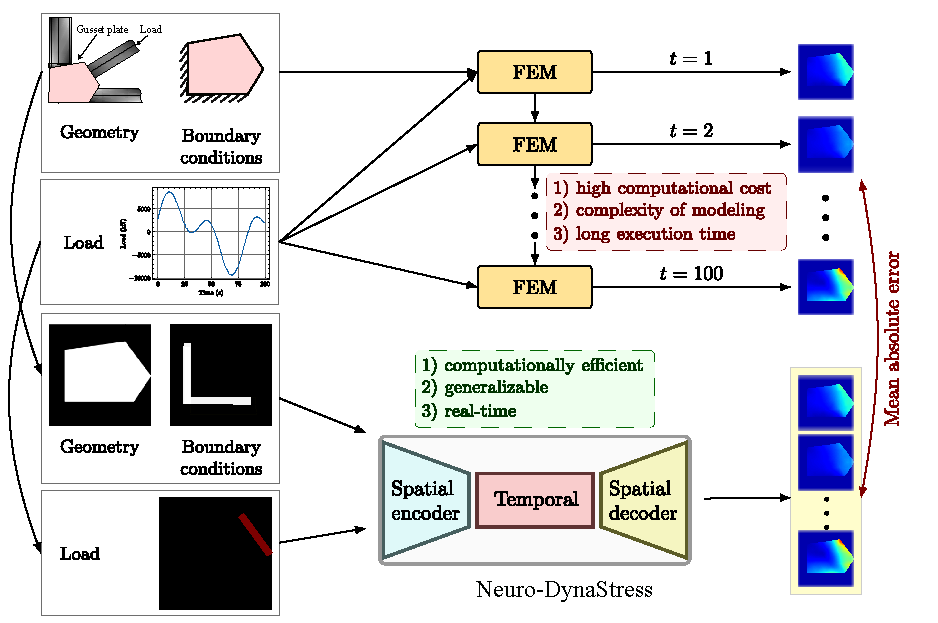 Gusset plate
Load
Geometry
Boundary
conditions
FEM
t = 1
FEM
t = 2
1) high computational cost
2) complexity of modeling
3) long execution time
FEM
t = 100
Load
Load (kN)
5000
0
-5000
-10000
0
25
50
75
100
Time (s)
Mean absolute error
1) computationally efficient
2) generalizable
3) real-time
Geometry
Boundary
conditions
Load
Spatial
encoder
Temporal
Spatial
decoder
Neuro-DynaStress